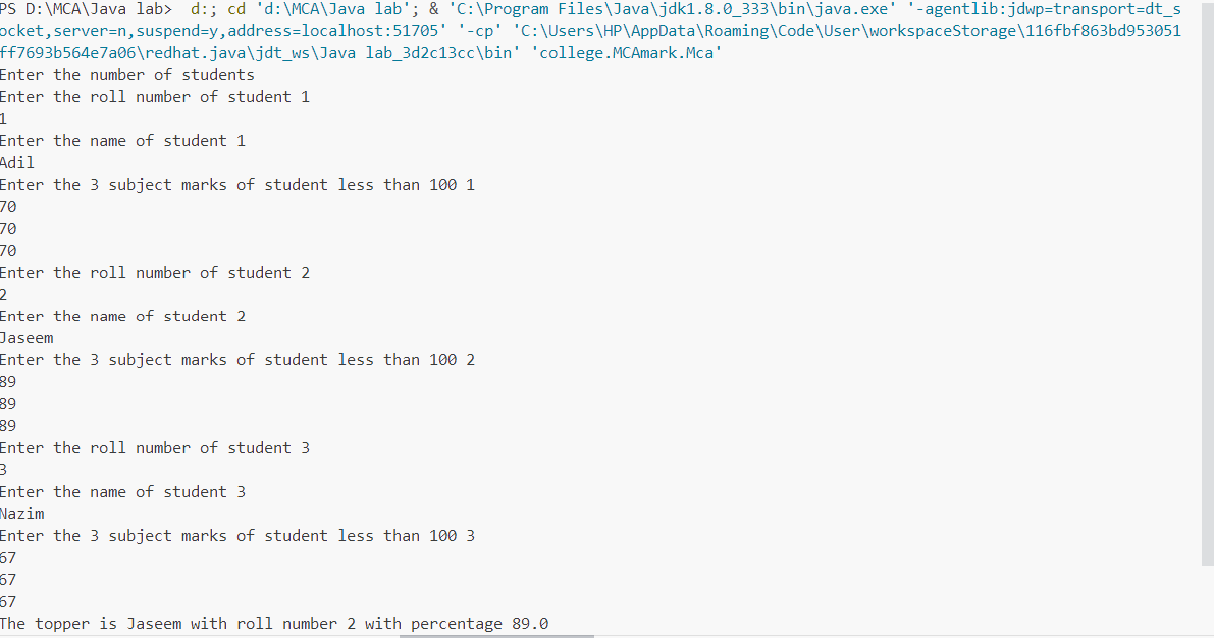 PS D:\MCA\Java lab>  d:; cd 'd:\MCA\Java lab'; & 'C:\Program Files\Java\jdk1.8.0_333\bin\java.exe' '-agentlib:jdwp=transport=dt_s
ocket,server=n,suspend=y,address=localhost:51705' '-cp' 'C:\Users\HP\AppData\Roaming\Code\User\workspaceStorage\116fbf863bd953051
ff7693b564e7a06\redhat.java\jdt_ws\Java lab_3d2c13cc\bin' 'college.MCAmark.Mca'
Enter the number of students
Enter the roll number of student 1
1
Enter the name of student 1
Adil
Enter the 3 subject marks of student less than 100 1
70
70
70
Enter the roll number of student 2
2
Enter the name of student 2
Jaseem
Enter the 3 subject marks of student less than 100 2
89
89
89
Enter the roll number of student 3
3
Enter the name of student 3
Nazim
Enter the 3 subject marks of student less than 100 3
67
67
67
The topper is Jaseem with roll number 2 with percentage 89.0